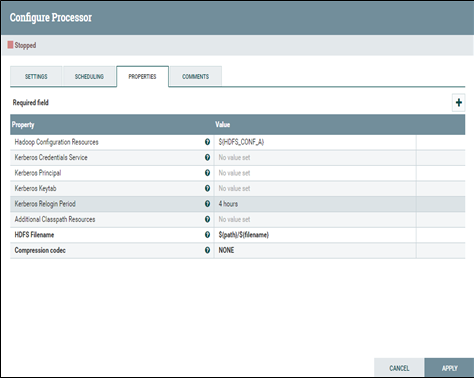 Configure Processor
Stopped
SETTINGS SCHEDULING PROPERTIES COMMENTS
Required field
Property Value
Hadoop Configuration Resources $(HDFS_CONF_A)
Kerberos Credentials Service No value set
Kerberos Principal No value set
Kerberos Keytab No value set
Kerberos Relogin Period 4 hours
Additional Classpath Resources No value set
HDFS Filename $(path)/$(filename)
Compression codec NONE
CANCEL APPLY